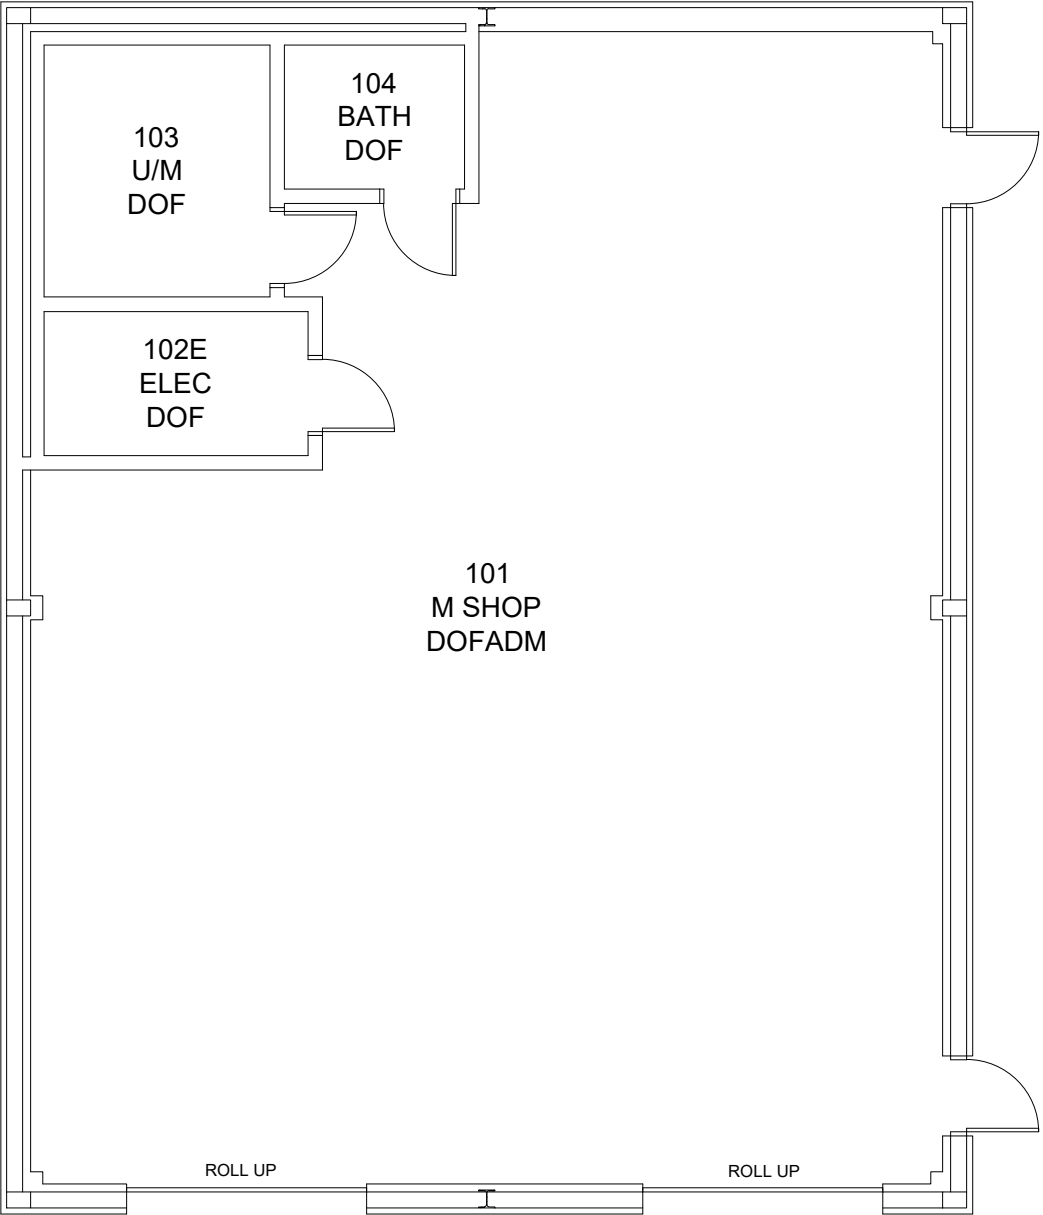 104
BATH
DOF
103
U/M
DOF
102E
ELEC
DOF
101
M SHOP
DOFADM
ROLL UP
ROLL UP